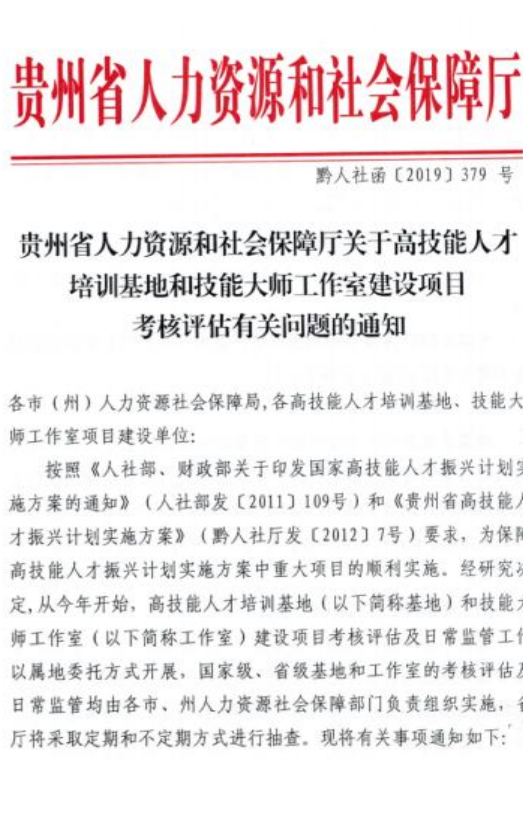 贵州省人力资源和社会保障厅
黔人社函〔2019〕379 号
贵州省人力资源和社会保障厅关于高技能人才
培训基地和技能大师工作室建设项目
考核评估有关问题的通知
各市（州）人力资源社会保障局,各高技能人才培训基地、技能大
师工作室项目建设单位:
按照《人社部、财政部关于印发国家高技能人才振兴计划实
施方案的通知》（人社部发〔2011〕109号）和《贵州省高技能人
才振兴计划实施方案》（黔人社厅发〔2012〕7号）要求，为保障
高技能人才振兴计划实施方案中重大项目的顺利实施。经研究决
定,从今年开始，高技能人才培训基地（以下简称基地）和技能大
师工作室（以下简称工作室）建设项目考核评估及日常监管工作
以属地委托方式开展，国家级、省级基地和工作室的考核评估及
日常监管均由各市、州人力资源社会保障部门负责组织实施，省
厅将采取定期和不定期方式进行抽查。现将有关事项通知如下: